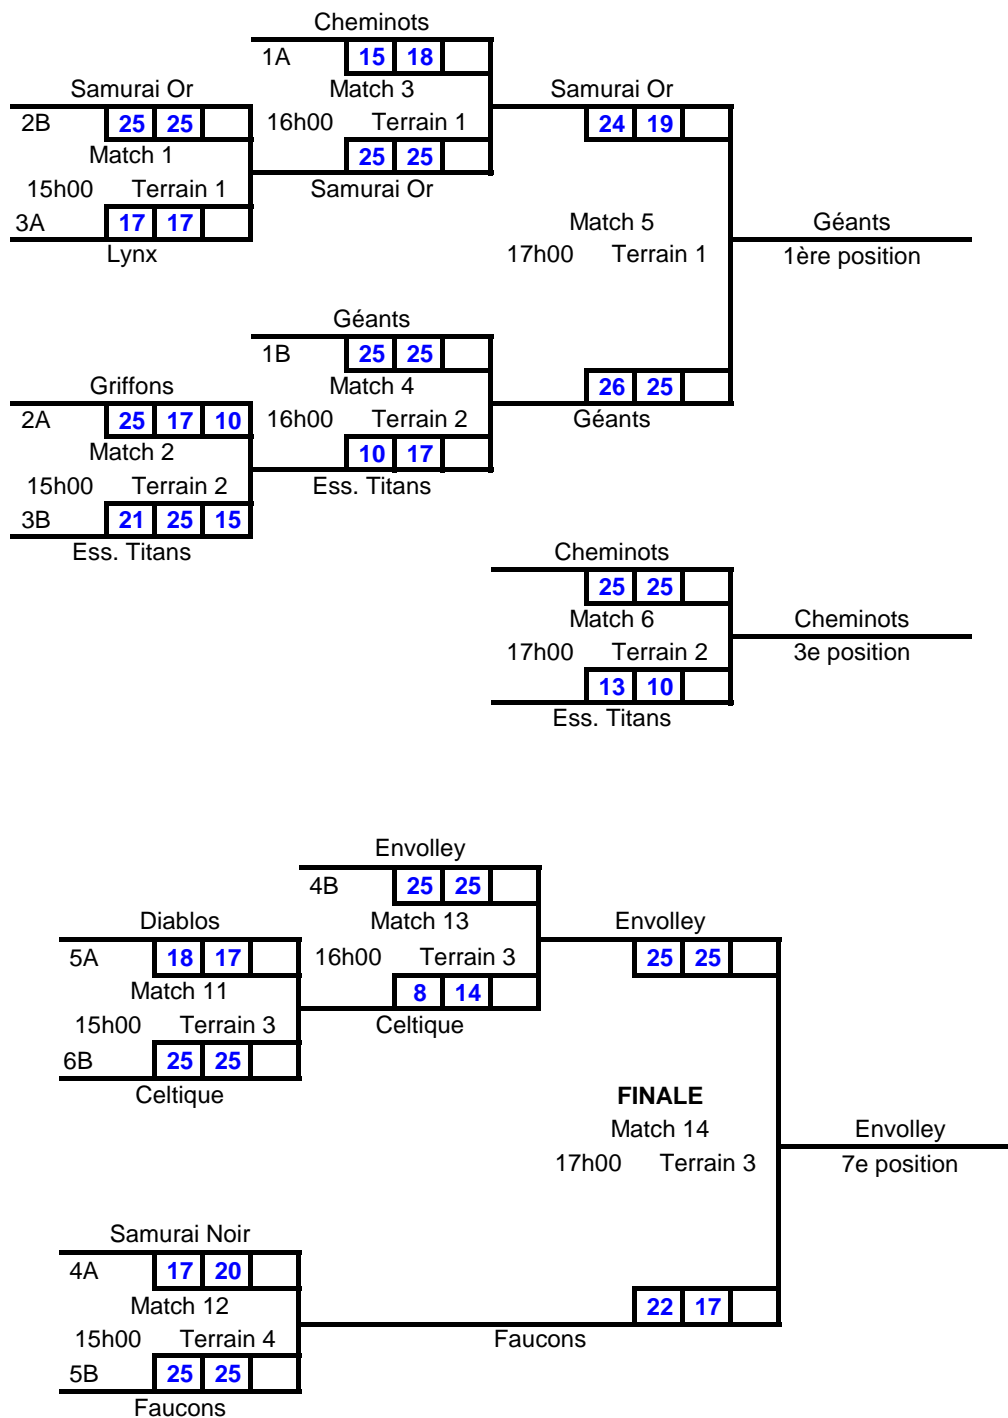 Cheminots
1A 15 18
Match 3
Samurai Or
Samurai Or
2B 25 25
16h00 Terrain 1
24 19
Match 1
25 25
15h00 Terrain 1
Samurai Or
3A 17 17
Match 5
Géants
Lynx
17h00 Terrain 1
1ère position
Géants
1B 25 25
Griffons
Match 4
26 25
2A 25 17 10
16h00 Terrain 2
Géants
Match 2
10 17
15h00 Terrain 2
Ess. Titans
3B 21 25 15
Ess. Titans
Cheminots
25 25
Match 6
Cheminots
17h00 Terrain 2
3e position
13 10
Ess. Titans
Envolley
4B 25 25
Diablos
Match 13
Envolley
5A 18 17
16h00 Terrain 3
25 25
Match 11
8 14
15h00 Terrain 3
Celtique
6B 25 25
Celtique
FINALE
Match 14
Envolley
17h00 Terrain 3
7e position
Samurai Noir
4A 17 20
Match 12
22 17
15h00 Terrain 4
Faucons
5B 25 25
Faucons